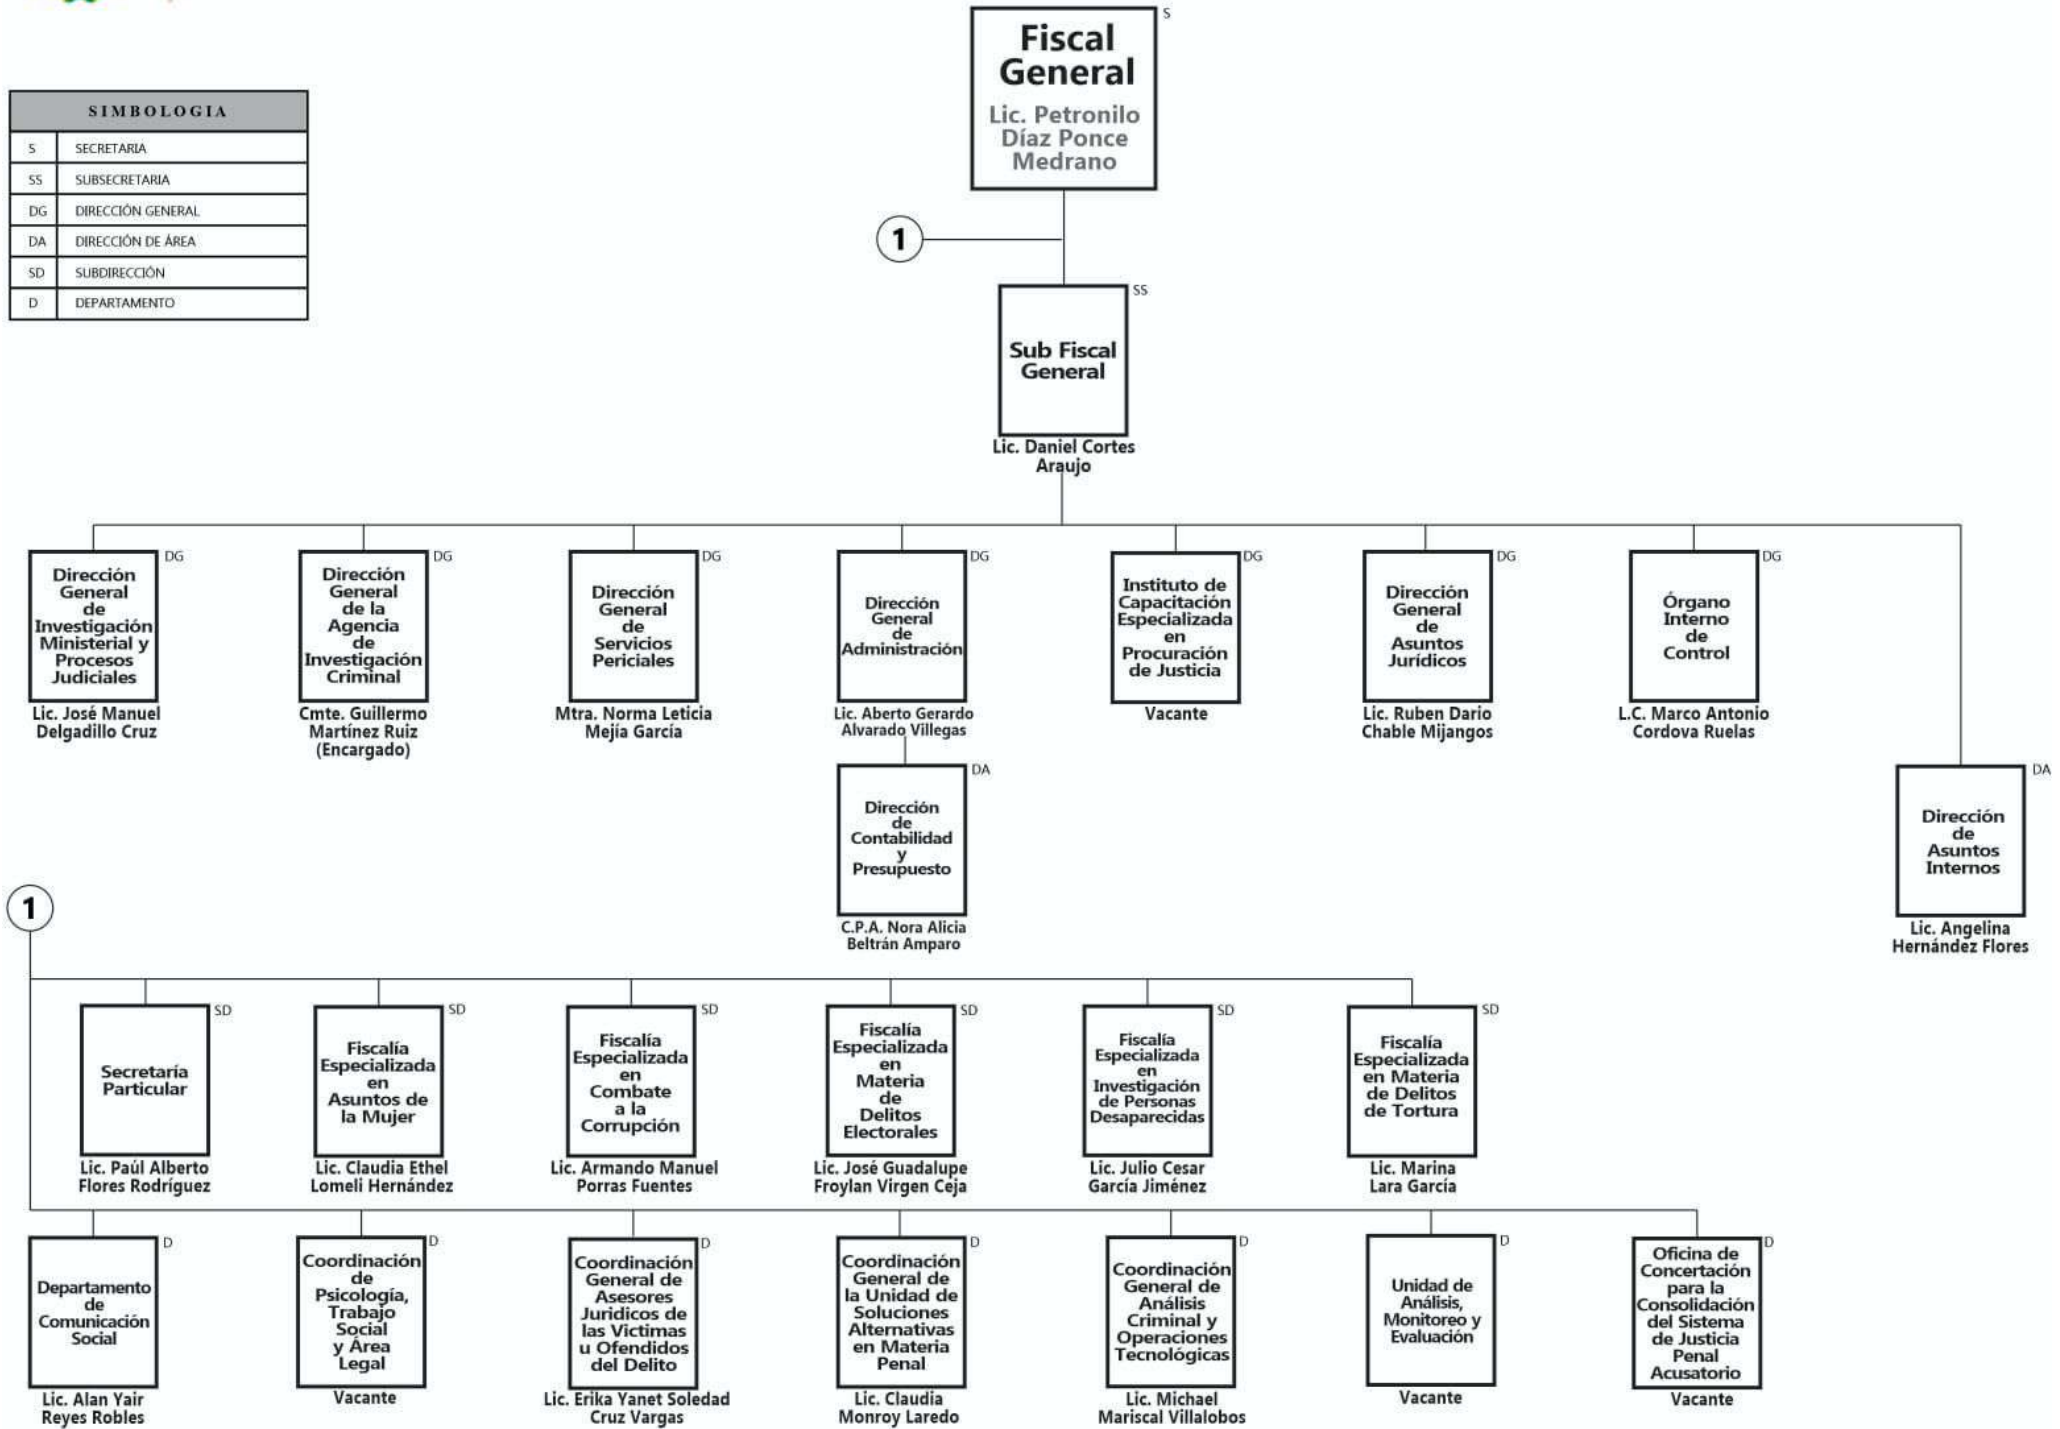 S
Fiscal
General
Lic. Petronilo
Díaz Ponce
Medrano
SIMBOLOGIA
S SECRETARIA
SS SUBSECRETARIA
DG DIRECCIÓN GENERAL
DA DIRECCIÓN DE ÁREA
SD SUBDIRECCIÓN
D DEPARTAMENTO
1
SS
Sub Fiscal
General
Lic. Daniel Cortes
Araujo
DG
Dirección
General
de
Investigación
Ministerial y
Procesos
Judiciales
Lic. José Manuel
Delgadillo Cruz
DG
Dirección
General
de la
Agencia
de
Investigación
Criminal
Cmte. Guillermo
Martínez Ruiz
(Encargado)
DG
Dirección
General
de
Servicios
Periciales
Mtra. Norma Leticia
Mejía García
DG
Dirección
General
de
Administración
Lic. Aberto Gerardo
Alvarado Villegas
DG
Instituto de
Capacitación
Especializada
en
Procuración
de Justicia
Vacante
DG
Dirección
General
de
Asuntos
Jurídicos
Lic. Ruben Dario
Chable Mijangos
DG
Órgano
Interno
de
Control
L.C. Marco Antonio
Cordova Ruelas
DA
Dirección
de
Contabilidad
y
Presupuesto
C.P.A. Nora Alicia
Beltrán Amparo
DA
Dirección
de
Asuntos
Internos
Lic. Angelina
Hernández Flores
1
SD
Secretaría
Particular
Lic. Paúl Alberto
Flores Rodríguez
SD
Fiscalía
Especializada
en
Asuntos de
la Mujer
Lic. Claudia Ethel
Lomeli Hernández
SD
Fiscalía
Especializada
en
Combate
a la
Corrupción
Lic. Armando Manuel
Porras Fuentes
SD
Fiscalía
Especializada
en
Materia
de
Delitos
Electorales
Lic. José Guadalupe
Froylan Virgen Ceja
SD
Fiscalía
Especializada
en
Investigación
de Personas
Desaparecidas
Lic. Julio Cesar
García Jiménez
SD
Fiscalía
Especializada
en Materia
de Delitos
de Tortura
Lic. Marina
Lara García
D
Departamento
de
Comunicación
Social
Lic. Alan Yair
Reyes Robles
D
Coordinación
de
Psicología,
Trabajo
Social
y Área
Legal
Vacante
D
Coordinación
General de
Asesores
Juridicos de
las Victimas
u Ofendidos
del Delito
Lic. Erika Yanet Soledad
Cruz Vargas
D
Coordinación
General de
la Unidad de
Soluciones
Alternativas
en Materia
Penal
Lic. Claudia
Monroy Laredo
D
Coordinación
General de
Análisis
Criminal y
Operaciones
Tecnológicas
Lic. Michael
Mariscal Villalobos
D
Unidad de
Análisis,
Monitoreo y
Evaluación
Vacante
D
Oficina de
Concertación
para la
Consolidación
del Sistema
de Justicia
Penal
Acusatorio
Vacante